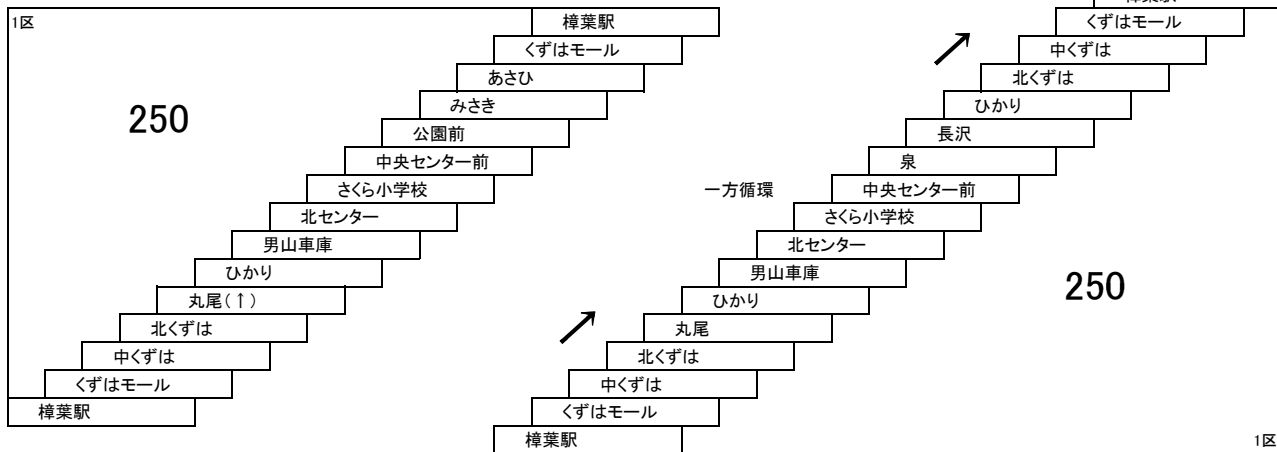 1区
樟葉駅
くずはモール
あさひ
みさき
公園前
中央センター前
さくら小学校
北センター
男山車庫
ひかり
丸尾(↑)
北くずは
中くずは
くずはモール
樟葉駅
250
樟葉駅
くずはモール
中くずは
北くずは
ひかり
長沢
泉
中央センター前
さくら小学校
北センター
男山車庫
ひかり
丸尾
北くずは
中くずは
くずはモール
樟葉駅
一方循環
250
1区